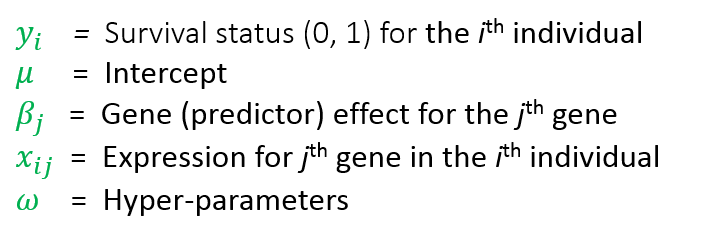 yᵢ = Survival status (0, 1) for the iᵗʰ individual
μ = Intercept
βⱼ = Gene (predictor) effect for the jᵗʰ gene
xᵢⱼ = Expression for jᵗʰ gene in the iᵗʰ individual
ω = Hyper-parameters